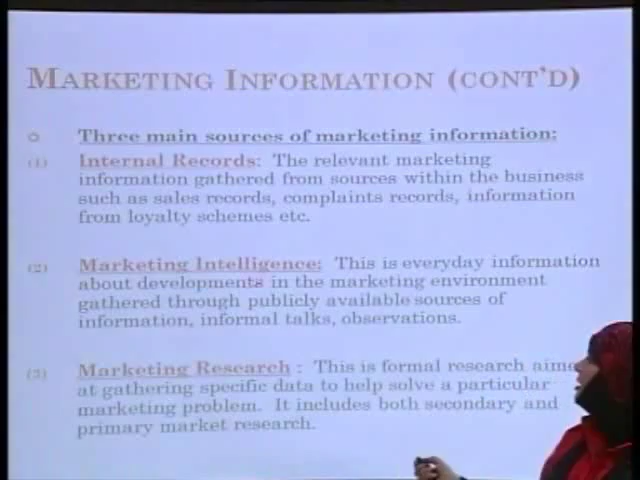 MARKETING INFORMATION (CONT'D)
Three main sources of marketing information:
(1) Internal Records: The relevant marketing
information gathered from sources within the business
such as sales records, complaints records, information
from loyalty schemes etc.
(2) Marketing Intelligence: This is everyday information
about developments in the marketing environment
gathered through publicly available sources of
information, informal talks, observations.
(3) Marketing Research : This is formal research aime
at gathering specific data to help solve a particular
marketing problem. It includes both secondary and
primary market research.